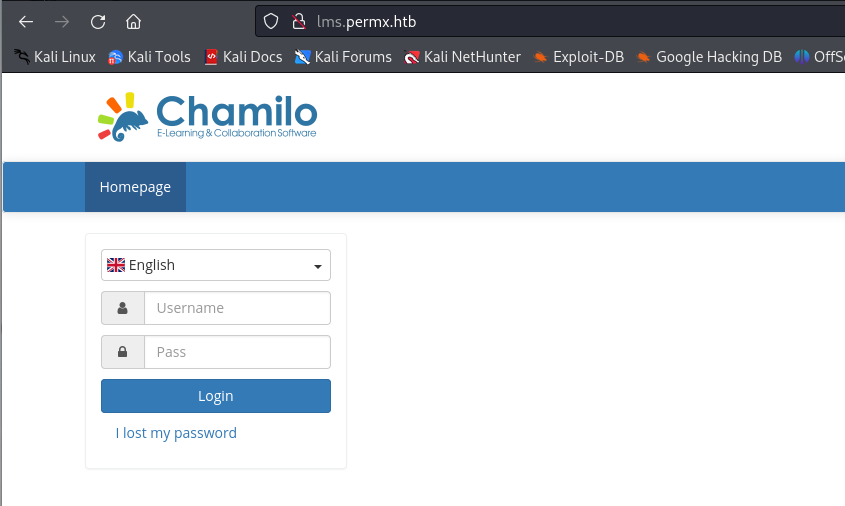 lms.permx.htb
Kali Linux Kali Tools Kali Docs Kali Forums Kali NetHunter Exploit-DB Google Hacking DB OffS
Chamilo
E-Learning & Collaboration Software
Homepage
English
Username
Pass
Login
I lost my password